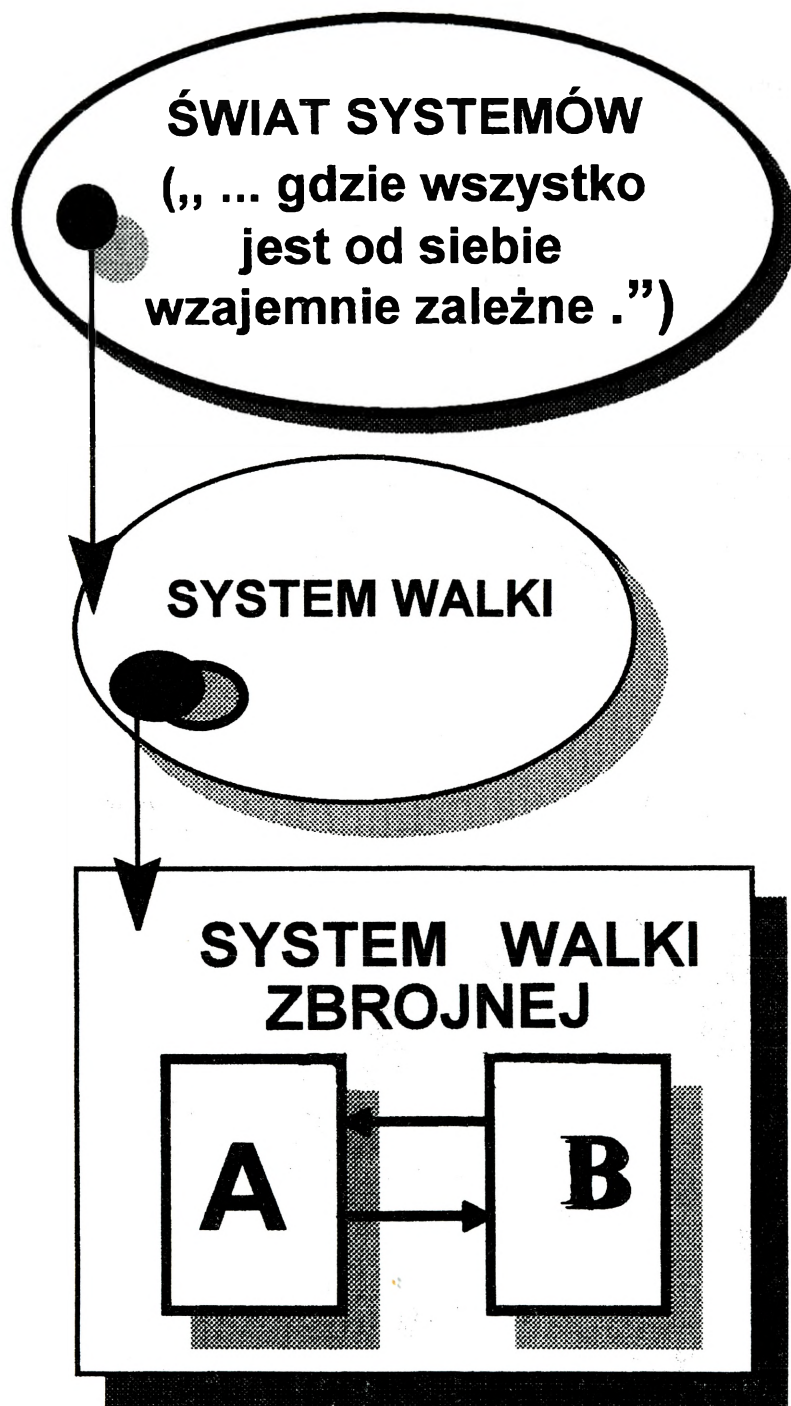 ŚWIAT SYSTEMÓW
(,, ... gdzie wszystko
jest od siebie
wzajemnie zależne .”)
SYSTEM WALKI
SYSTEM WALKI
ZBROJNEJ
A B